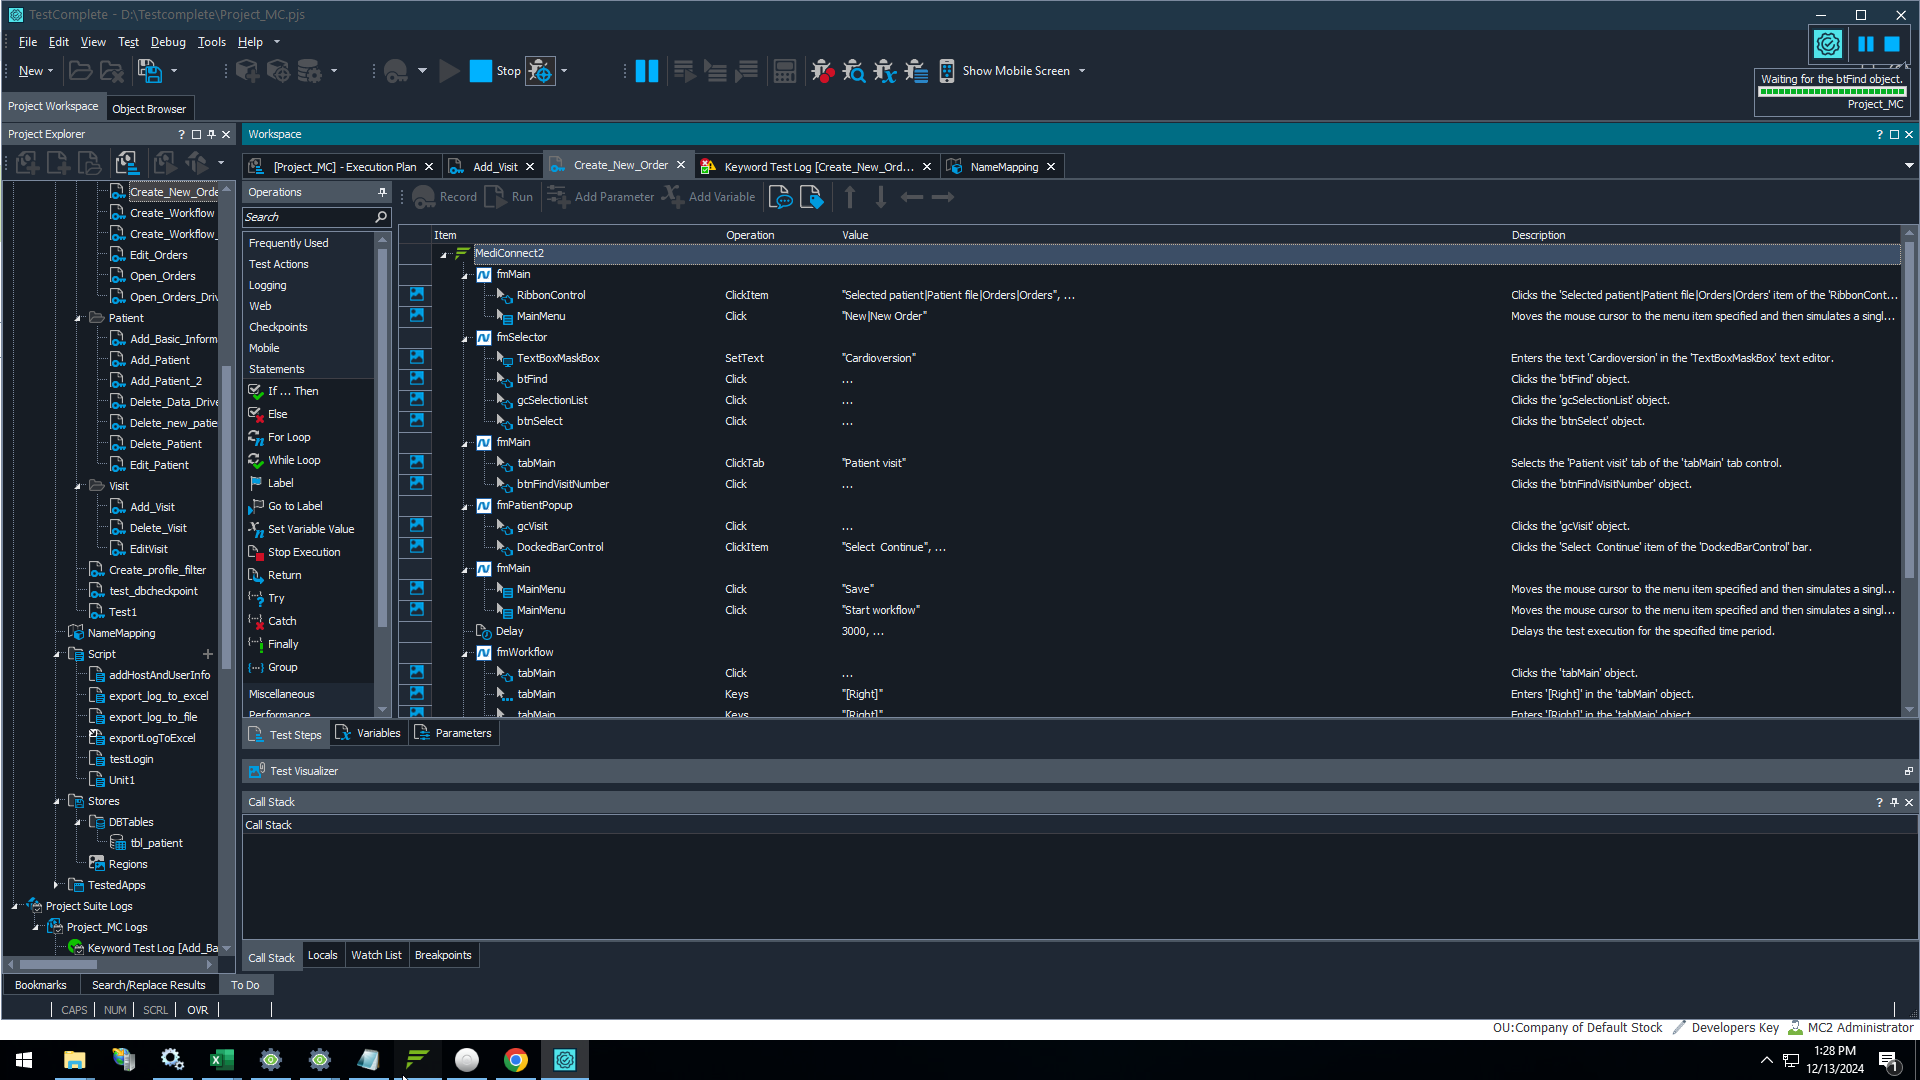 TestComplete - D:\Testcomplete\Project_MC.pjs
File Edit View Test Debug Tools Help
New Stop Show Mobile Screen
Waiting for the btFind object.
Project_MC
Project Workspace Object Browser
Project Explorer ?
Workspace ?
[Project_MC] - Execution Plan Add_Visit Create_New_Order Keyword Test Log [Create_New_Ord... NameMapping
Create_New_Orde
Create_Workflow
Create_Workflow_
Edit_Orders
Open_Orders
Open_Orders_Driv
Patient
Add_Basic_Inform
Add_Patient
Add_Patient_2
Delete_Data_Drive
Delete_new_patie
Delete_Patient
Edit_Patient
Visit
Add_Visit
Delete_Visit
EditVisit
Create_profile_filter
test_dbcheckpoint
Test1
NameMapping
Script
addHostAndUserInfo
export_log_to_excel
export_log_to_file
exportLogToExcel
testLogin
Unit1
Stores
DBTables
tbl_patient
Regions
TestedApps
Project Suite Logs
Project_MC Logs
Keyword Test Log [Add_Ba
Operations
Search
Frequently Used
Test Actions
Logging
Web
Checkpoints
Mobile
Statements
If ... Then
Else
For Loop
While Loop
Label
Go to Label
Set Variable Value
Stop Execution
Return
Try
Catch
Finally
Group
Miscellaneous
Performance
Record Run Add Parameter Add Variable
Item Operation Value Description
MediConnect2
fmMain
RibbonControl ClickItem "Selected patient|Patient file|Orders|Orders", ... Clicks the 'Selected patient|Patient file|Orders|Orders' item of the 'RibbonCont...
MainMenu Click "New|New Order" Moves the mouse cursor to the menu item specified and then simulates a singl...
fmSelector
TextBoxMaskBox SetText "Cardioversion" Enters the text 'Cardioversion' in the 'TextBoxMaskBox' text editor.
btFind Click ... Clicks the 'btFind' object.
gcSelectionList Click ... Clicks the 'gcSelectionList' object.
btnSelect Click ... Clicks the 'btnSelect' object.
fmMain
tabMain ClickTab "Patient visit" Selects the 'Patient visit' tab of the 'tabMain' tab control.
btnFindVisitNumber Click ... Clicks the 'btnFindVisitNumber' object.
fmPatientPopup
gcVisit Click ... Clicks the 'gcVisit' object.
DockedBarControl ClickItem "Select  Continue", ... Clicks the 'Select  Continue' item of the 'DockedBarControl' bar.
fmMain
MainMenu Click "Save" Moves the mouse cursor to the menu item specified and then simulates a singl...
MainMenu Click "Start workflow" Moves the mouse cursor to the menu item specified and then simulates a singl...
Delay 3000, ... Delays the test execution for the specified time period.
fmWorkflow
tabMain Click ... Clicks the 'tabMain' object.
tabMain Keys "[Right]" Enters '[Right]' in the 'tabMain' object.
tabMain Keys "[Right]" Enters '[Right]' in the 'tabMain' object.
Test Steps Variables Parameters
Test Visualizer
Call Stack ?
Call Stack
Call Stack Locals Watch List Breakpoints
Bookmarks Search/Replace Results To Do
CAPS NUM SCRL OVR
OU:Company of Default Stock Developers Key MC2 Administrator
1:28 PM
12/13/2024
1